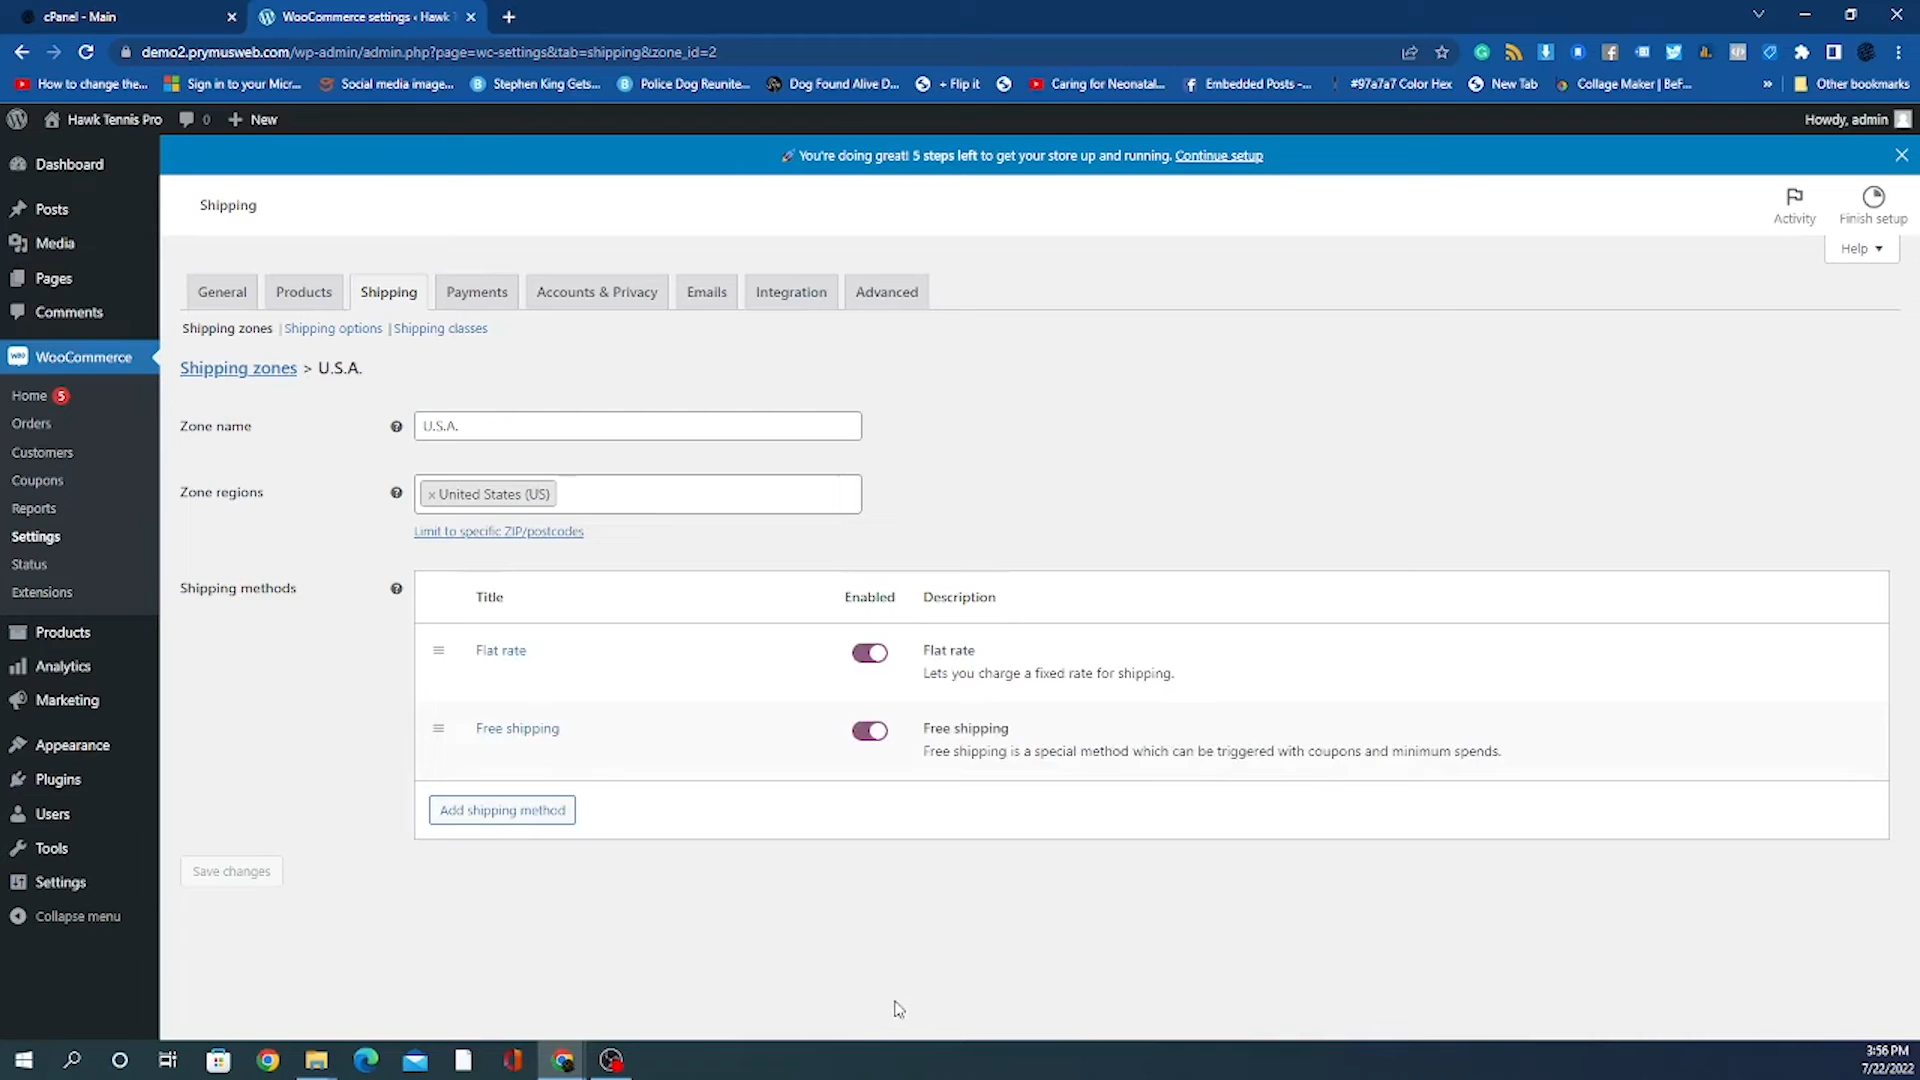 cPanel - Main
WooCommerce settings ‹ Hawk T
demo2.prymusweb.com/wp-admin/admin.php?page=wc-settings&tab=shipping&zone_id=2
How to change the...
Sign in to your Micr...
Social media image...
Stephen King Gets...
Police Dog Reunite...
Dog Found Alive D...
+ Flip it
Caring for Neonatal...
Embedded Posts -...
#97a7a7 Color Hex
New Tab
Collage Maker | BeF...
»
Other bookmarks
Hawk Tennis Pro
0
+ New
Howdy, admin
Dashboard
Posts
Media
Pages
Comments
WooCommerce
Home 5
Orders
Customers
Coupons
Reports
Settings
Status
Extensions
Products
Analytics
Marketing
Appearance
Plugins
Users
Tools
Settings
Collapse menu
🚀 You're doing great! 5 steps left to get your store up and running. Continue setup
Shipping
Activity
Finish setup
Help ▼
General
Products
Shipping
Payments
Accounts & Privacy
Emails
Integration
Advanced
Shipping zones | Shipping options | Shipping classes
Shipping zones > U.S.A.
Zone name
U.S.A.
Zone regions
× United States (US)
Limit to specific ZIP/postcodes
Shipping methods
Title
Enabled
Description
Flat rate
Flat rate
Lets you charge a fixed rate for shipping.
Free shipping
Free shipping
Free shipping is a special method which can be triggered with coupons and minimum spends.
Add shipping method
Save changes
3:56 PM
7/22/2022